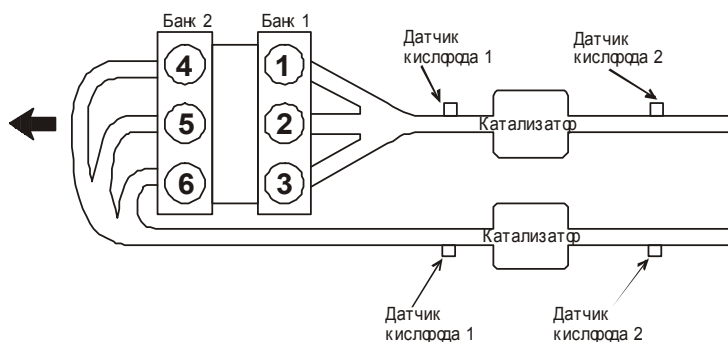 Банк 2 Банк 1
Датчик
кислорода 1
Датчик
кислорода 2
4 1
5 2
6 3
Катализатор
Катализатор
Датчик
кислорода 1
Датчик
кислорода 2